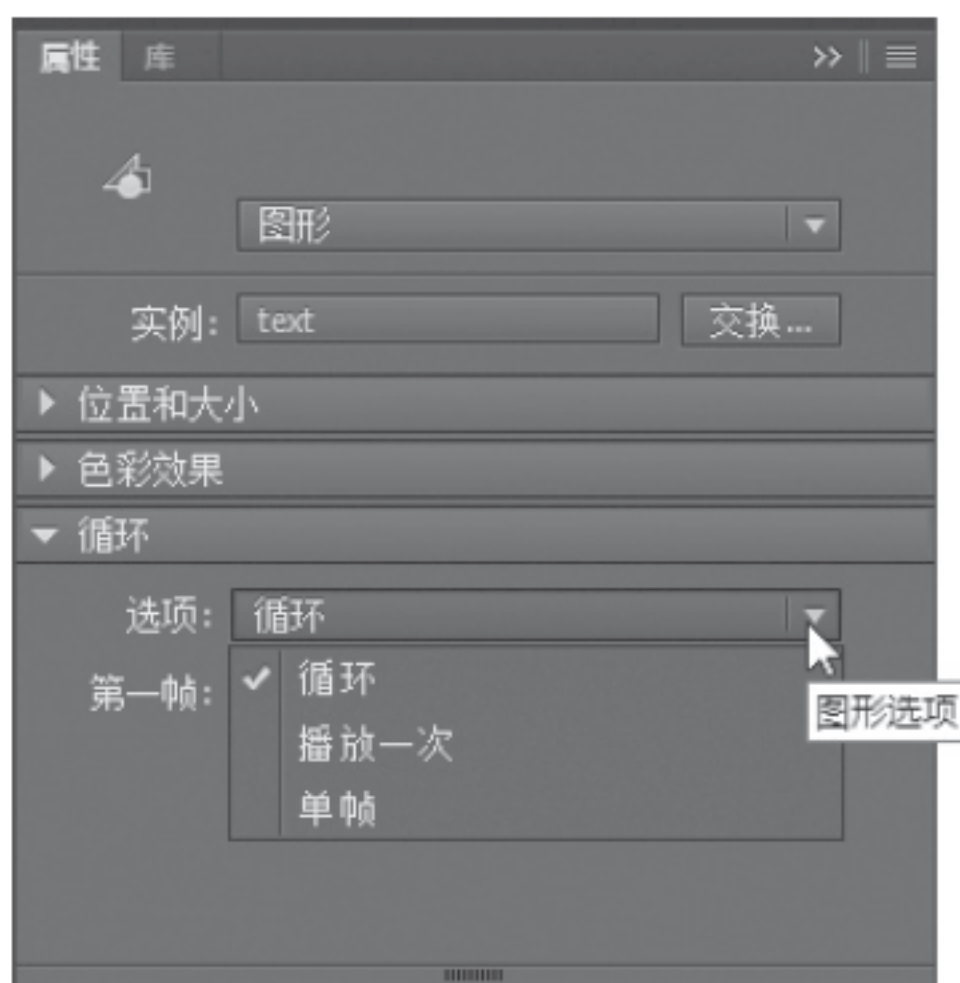 属性 库
图形
实例: text 交换...
位置和大小
色彩效果
循环
选项: 循环
第一帧: 循环
图形选项
播放一次
单帧